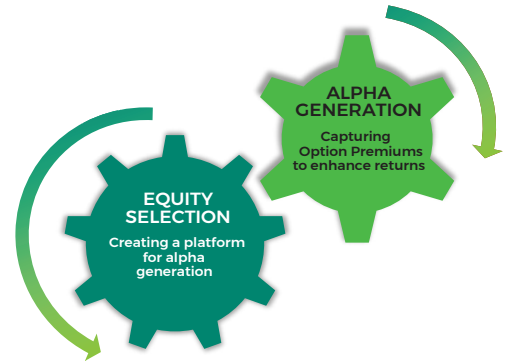 ALPHA
GENERATION
Capturing
Option Premiums
to enhance returns
EQUITY
SELECTION
Creating a platform
for alpha
generation